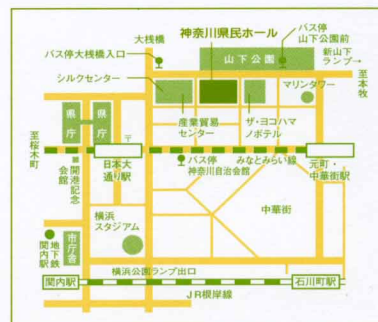 大桟橋
神奈川県民ホール
バス停
山下公園前
バス停大桟橋入口
山下公園
新山下
ランプ→
シルクセンター
マリンタワー
県庁
県庁
産業貿易
センター
ザ・ヨコハマ
ノボテル
至本牧
至桜木町
〒
開港記念
会館
日本大
通り駅
バス停
神奈川自治会館
みなとみらい線
元町・
中華街駅
横浜
スタジアム
中華街
市庁舎
地下鉄
関内駅
横浜公園ランプ出口
関内駅
石川町駅
JR根岸線